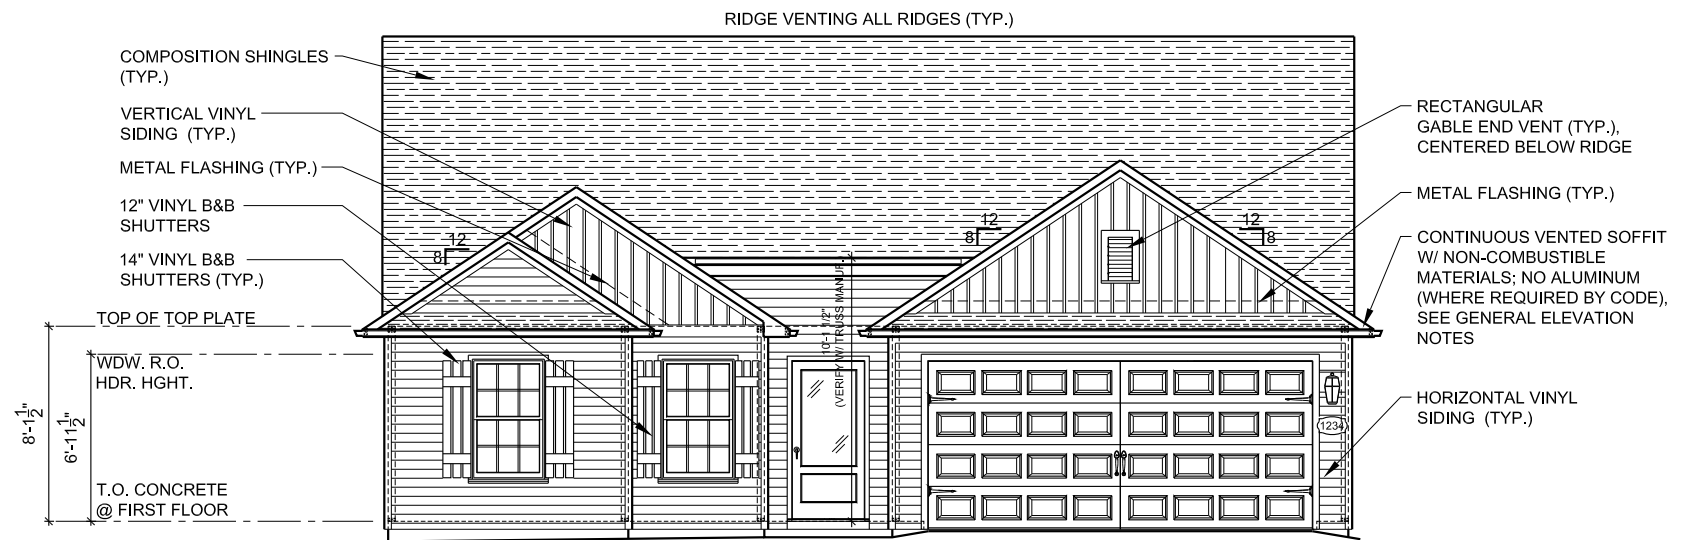 RIDGE VENTING ALL RIDGES (TYP.)
COMPOSITION SHINGLES
(TYP.)
VERTICAL VINYL
SIDING (TYP.)
METAL FLASHING (TYP.)
12" VINYL B&B
SHUTTERS
14" VINYL B&B
SHUTTERS (TYP.)
TOP OF TOP PLATE
WDW. R.O.
HDR. HGHT.
8'-1 1/2"
6'-11 1/2"
T.O. CONCRETE
@ FIRST FLOOR
12
8
12
8
12
8
10'-1 1/2"
(VERIFY W/ TRUSS MANUF.
RECTANGULAR
GABLE END VENT (TYP.),
CENTERED BELOW RIDGE
METAL FLASHING (TYP.)
CONTINUOUS VENTED SOFFIT
W/ NON-COMBUSTIBLE
MATERIALS; NO ALUMINUM
(WHERE REQUIRED BY CODE),
SEE GENERAL ELEVATION
NOTES
HORIZONTAL VINYL
SIDING (TYP.)
1234